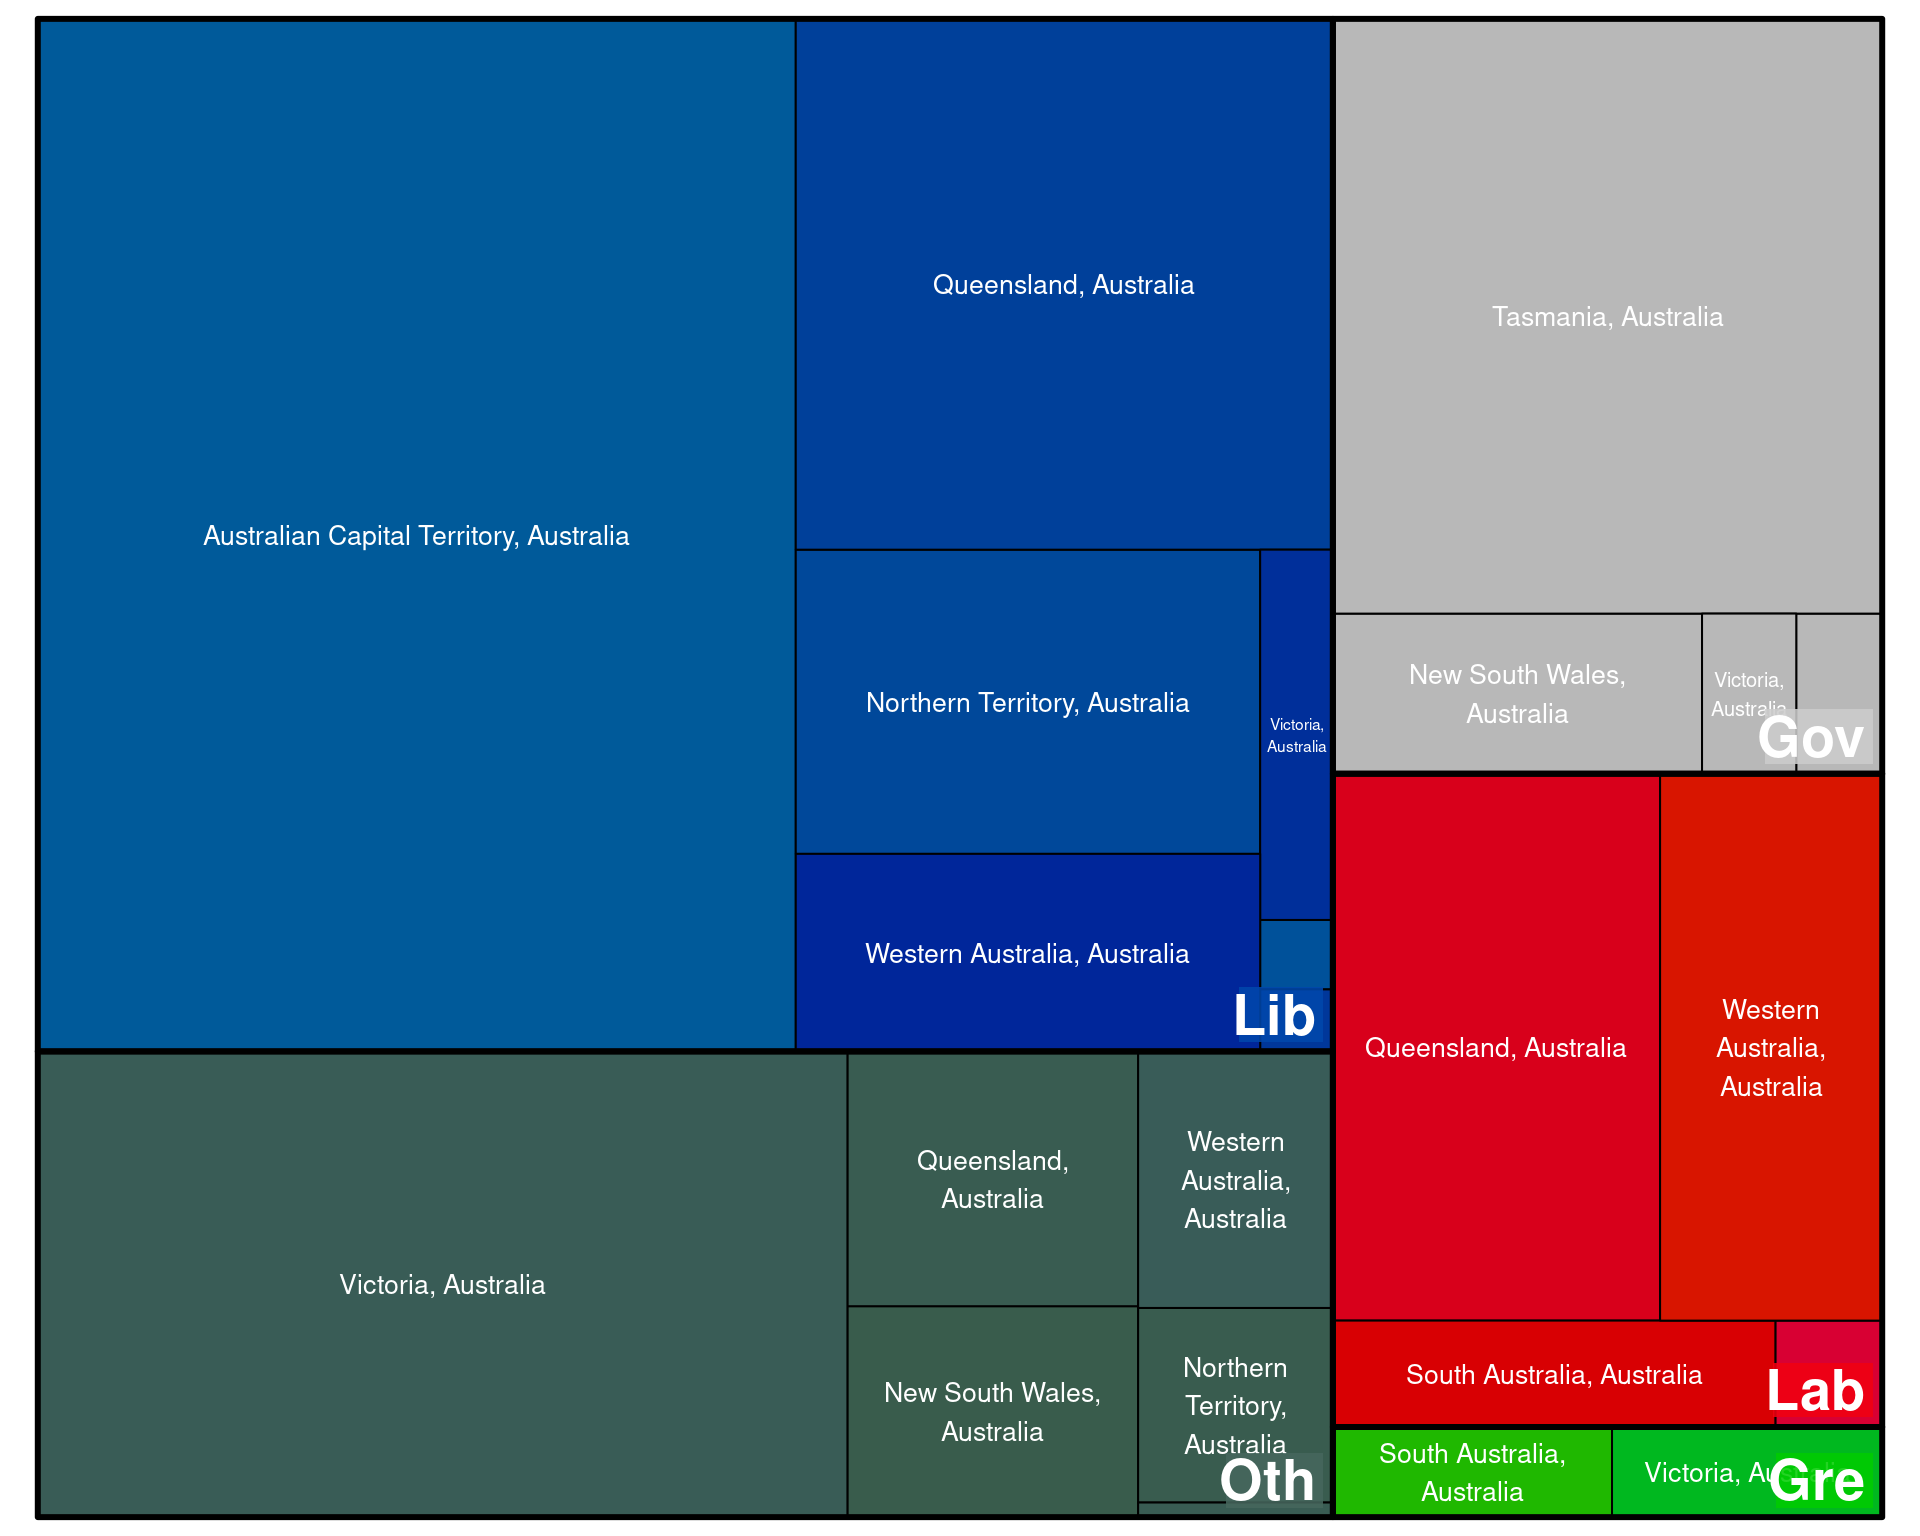 Australian Capital Territory, Australia
Queensland, Australia
Northern Territory, Australia
Victoria,
Australia
Western Australia, Australia
Lib
Tasmania, Australia
New South Wales,
Australia
Victoria,
Australia
Gov
Queensland, Australia
Western
Australia,
Australia
South Australia, Australia
Lab
Victoria, Australia
Queensland,
Australia
Western
Australia,
Australia
New South Wales,
Australia
Northern
Territory,
Australia
Oth
South Australia,
Australia
Victoria, Australia
Gre